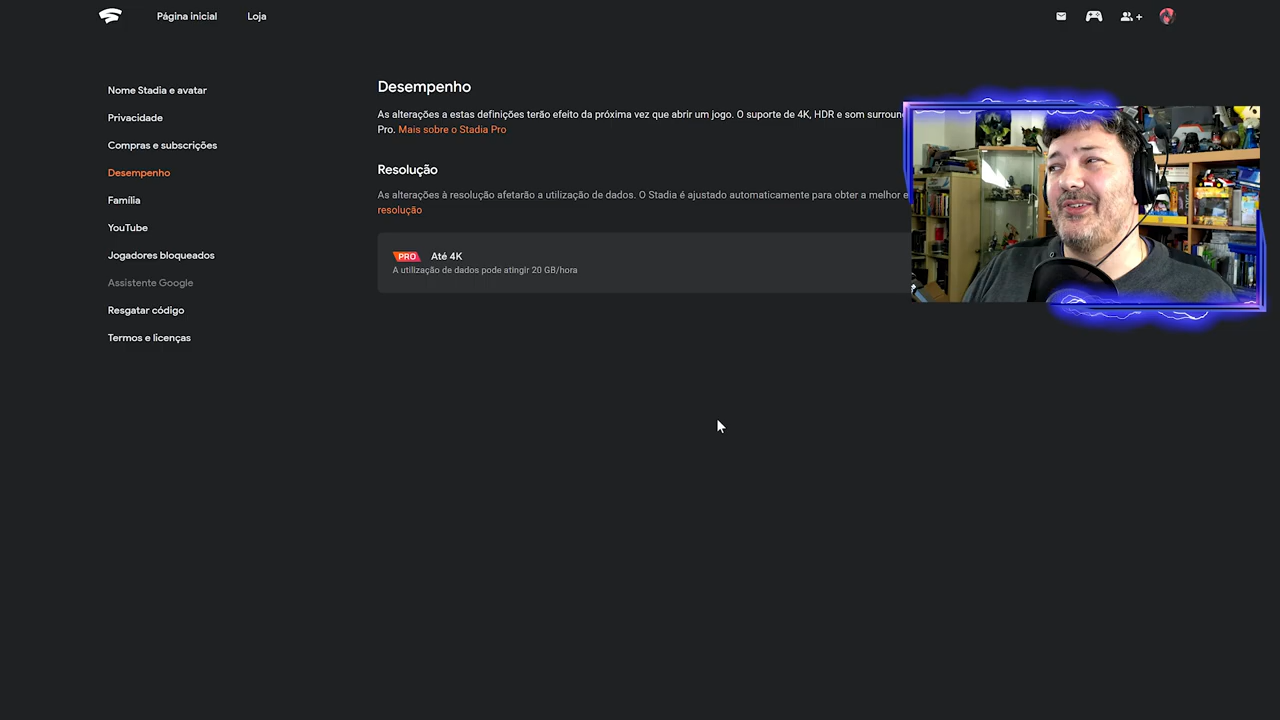 Página inicial
Loja
Nome Stadia e avatar
Privacidade
Compras e subscrições
Desempenho
Família
YouTube
Jogadores bloqueados
Assistente Google
Resgatar código
Termos e licenças
Desempenho
As alterações a estas definições terão efeito da próxima vez que abrir um jogo. O suporte de 4K, HDR e som surroun
Pro. Mais sobre o Stadia Pro
Resolução
As alterações à resolução afetarão a utilização de dados. O Stadia é ajustado automaticamente para obter a melhor e
resolução
PRO Até 4K
A utilização de dados pode atingir 20 GB/hora